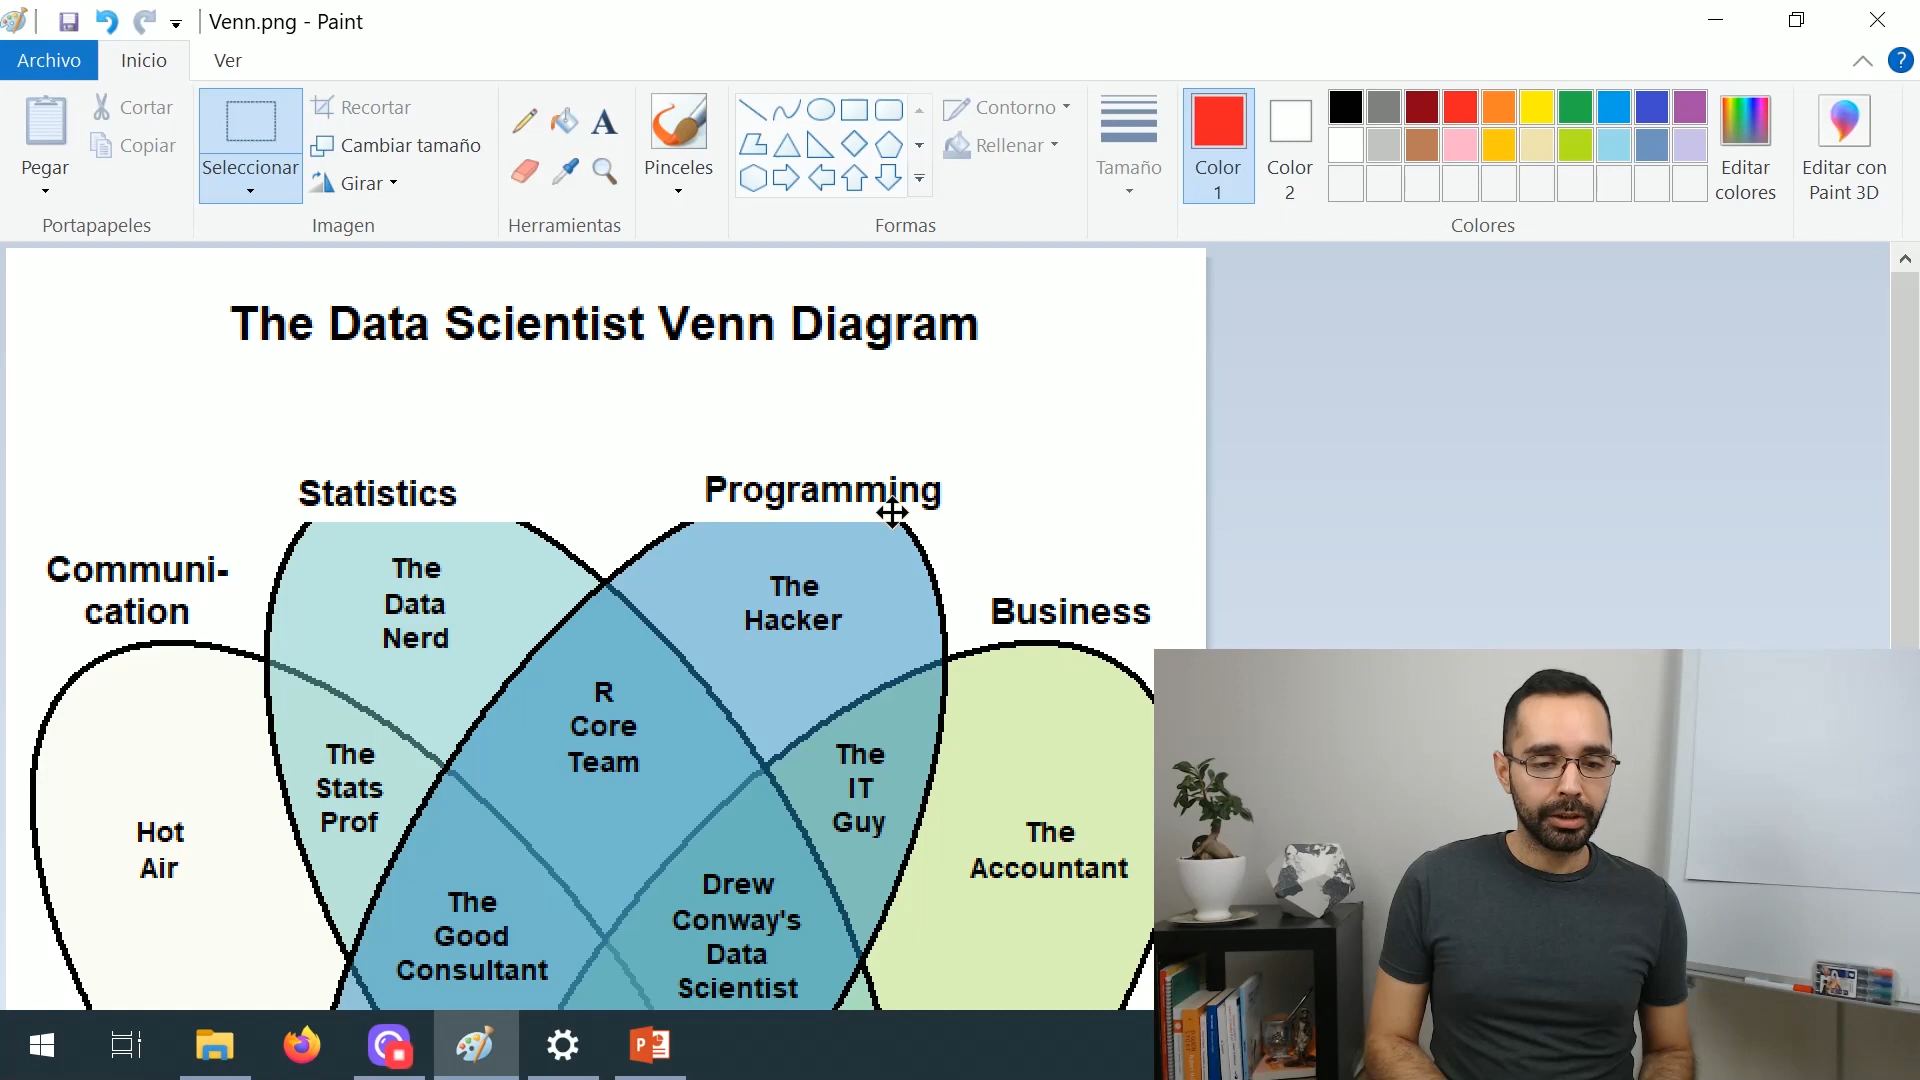 Venn.png - Paint
Archivo
Inicio
Ver
Pegar
Cortar
Copiar
Portapapeles
Seleccionar
Recortar
Cambiar tamaño
Girar
Imagen
A
Herramientas
Pinceles
Formas
Contorno
Rellenar
Tamaño
Color
1
Color
2
Editar
colores
Colores
Editar con
Paint 3D
?
The Data Scientist Venn Diagram
Statistics
Programming
Communi-
cation
Business
The
Data
Nerd
The
Hacker
R
Core
Team
The
Stats
Prof
The
IT
Guy
Hot
Air
The
Accountant
The
Good
Consultant
Drew
Conway's
Data
Scientist
P